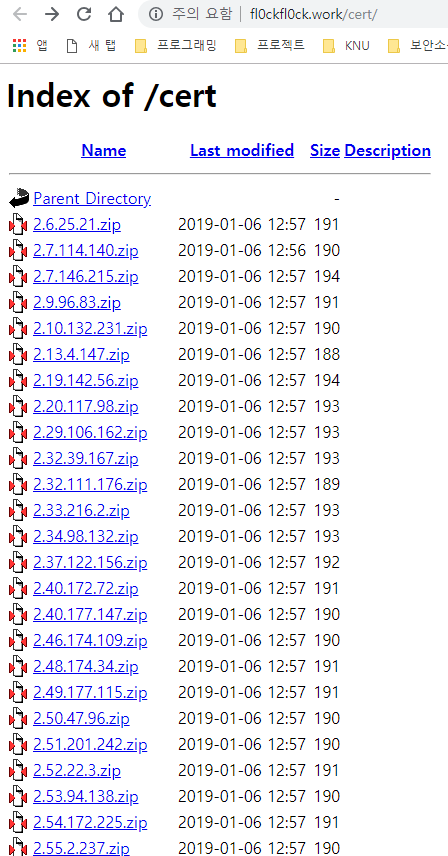 주의 요함 | fl0ckfl0ck.work/cert/
앱 새 탭 프로그래밍 프로젝트 KNU 보안소
Index of /cert
Name Last modified Size Description
Parent Directory -
2.6.25.21.zip 2019-01-06 12:57 191
2.7.114.140.zip 2019-01-06 12:56 190
2.7.146.215.zip 2019-01-06 12:57 194
2.9.96.83.zip 2019-01-06 12:57 191
2.10.132.231.zip 2019-01-06 12:57 190
2.13.4.147.zip 2019-01-06 12:57 188
2.19.142.56.zip 2019-01-06 12:57 194
2.20.117.98.zip 2019-01-06 12:57 193
2.29.106.162.zip 2019-01-06 12:57 193
2.32.39.167.zip 2019-01-06 12:57 193
2.32.111.176.zip 2019-01-06 12:57 189
2.33.216.2.zip 2019-01-06 12:57 193
2.34.98.132.zip 2019-01-06 12:57 193
2.37.122.156.zip 2019-01-06 12:57 192
2.40.172.72.zip 2019-01-06 12:57 191
2.40.177.147.zip 2019-01-06 12:57 190
2.46.174.109.zip 2019-01-06 12:57 190
2.48.174.34.zip 2019-01-06 12:57 191
2.49.177.115.zip 2019-01-06 12:57 191
2.50.47.96.zip 2019-01-06 12:57 190
2.51.201.242.zip 2019-01-06 12:57 190
2.52.22.3.zip 2019-01-06 12:57 191
2.53.94.138.zip 2019-01-06 12:57 190
2.54.172.225.zip 2019-01-06 12:57 191
2.55.2.237.zip 2019-01-06 12:57 190